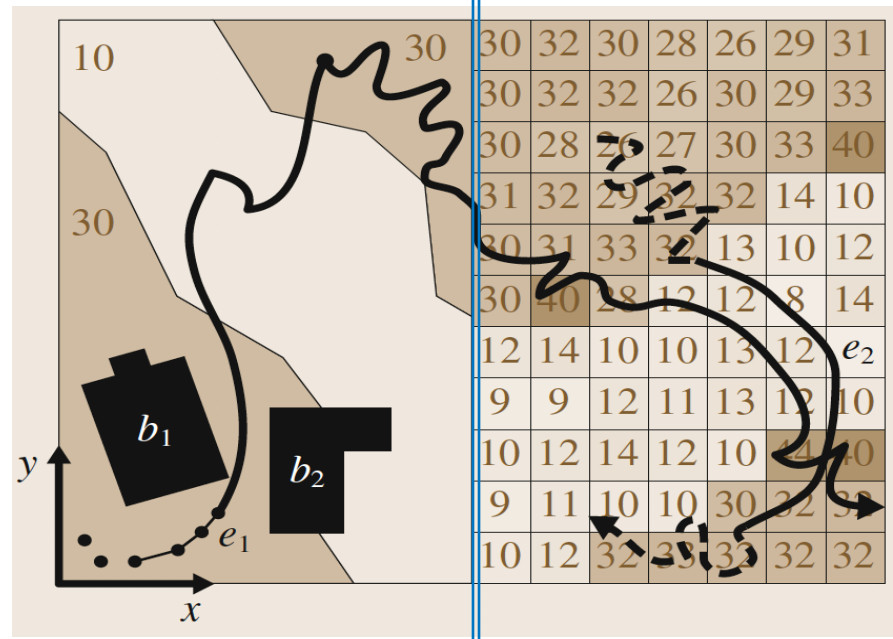 10 30 30 32 30 28 26 29 31
30 32 32 26 30 29 33
30 28 26 27 30 33 40
30 31 32 29 32 32 14 10
30 31 33 32 13 10 12
30 40 28 12 12 8 14
12 14 10 10 13 12 e2
b1 9 9 12 11 13 12 10
y b2 10 12 14 12 10 44 40
e1 9 11 10 10 30 32 32
10 12 32 33 32 32 32
x